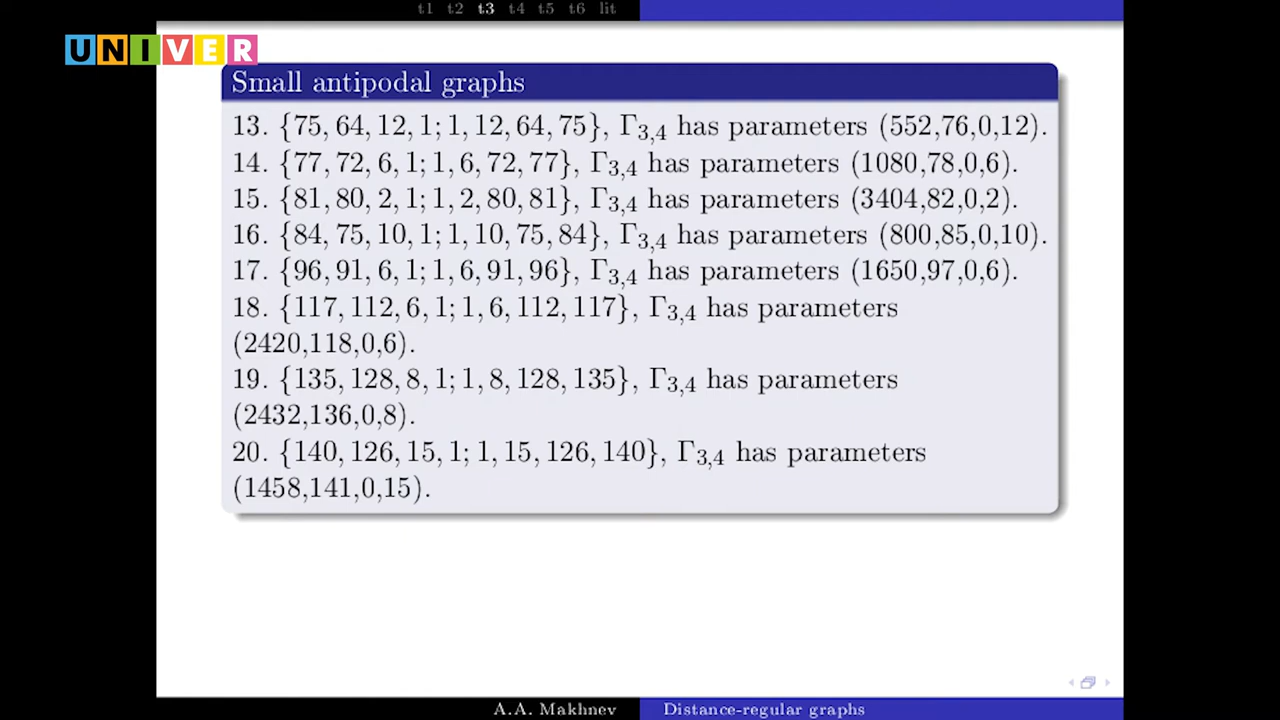 t1 t2 t3 t4 t5 t6 lit
UNIVER
Small antipodal graphs
13. {75, 64, 12, 1; 1, 12, 64, 75}, Γ₃,₄ has parameters (552,76,0,12).
14. {77, 72, 6, 1; 1, 6, 72, 77}, Γ₃,₄ has parameters (1080,78,0,6).
15. {81, 80, 2, 1; 1, 2, 80, 81}, Γ₃,₄ has parameters (3404,82,0,2).
16. {84, 75, 10, 1; 1, 10, 75, 84}, Γ₃,₄ has parameters (800,85,0,10).
17. {96, 91, 6, 1; 1, 6, 91, 96}, Γ₃,₄ has parameters (1650,97,0,6).
18. {117, 112, 6, 1; 1, 6, 112, 117}, Γ₃,₄ has parameters
(2420,118,0,6).
19. {135, 128, 8, 1; 1, 8, 128, 135}, Γ₃,₄ has parameters
(2432,136,0,8).
20. {140, 126, 15, 1; 1, 15, 126, 140}, Γ₃,₄ has parameters
(1458,141,0,15).
A.A. Makhnev Distance-regular graphs